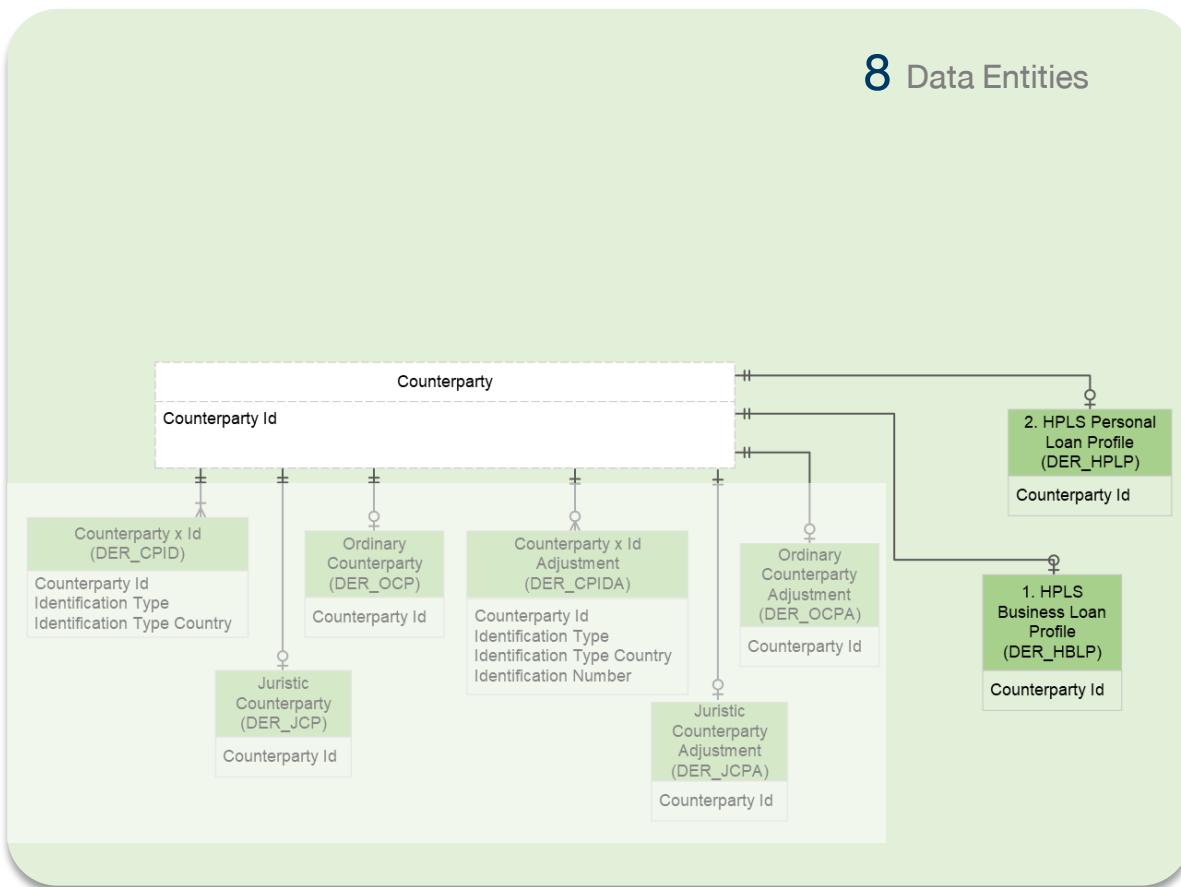 8 Data Entities
Counterparty
Counterparty Id
2. HPLS Personal
Loan Profile
(DER_HPLP)
Counterparty Id
1. HPLS
Business Loan
Profile
(DER_HBLP)
Counterparty Id
Counterparty x Id
(DER_CPID)
Counterparty Id
Identification Type
Identification Type Country
Ordinary
Counterparty
(DER_OCP)
Counterparty Id
Counterparty x Id
Adjustment
(DER_CPIDA)
Counterparty Id
Identification Type
Identification Type Country
Identification Number
Ordinary
Counterparty
Adjustment
(DER_OCPA)
Counterparty Id
Juristic
Counterparty
(DER_JCP)
Counterparty Id
Juristic
Counterparty
Adjustment
(DER_JCPA)
Counterparty Id